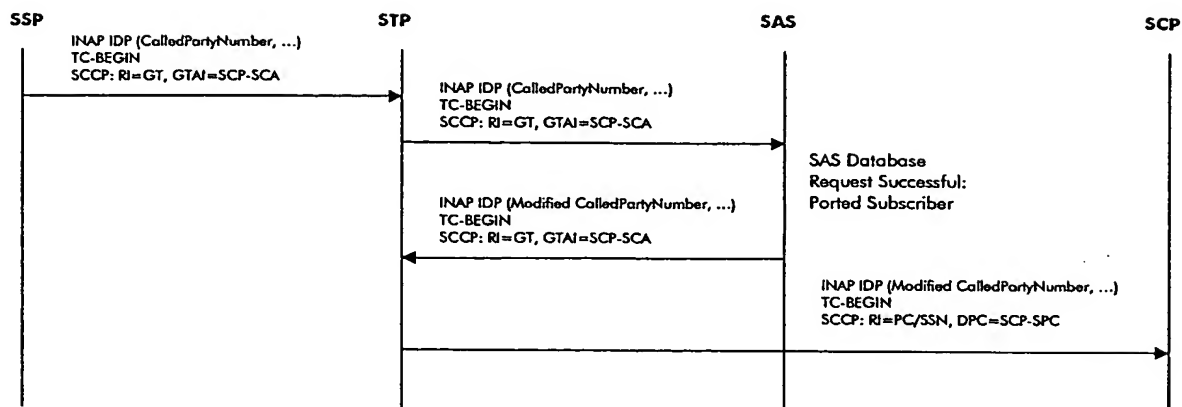 SSP
STP
SAS
SCP
INAP IDP (CalledPartyNumber, ...)
TC-BEGIN
SCCP: RI=GT, GTAI=SCP-SCA
INAP IDP (CalledPartyNumber, ...)
TC-BEGIN
SCCP: RI=GT, GTAI=SCP-SCA
SAS Database
Request Successful:
Ported Subscriber
INAP IDP (Modified CalledPartyNumber, ...)
TC-BEGIN
SCCP: RI=GT, GTAI=SCP-SCA
INAP IDP (Modified CalledPartyNumber, ...)
TC-BEGIN
SCCP: RI=PC/SSN, DPC=SCP-SPC